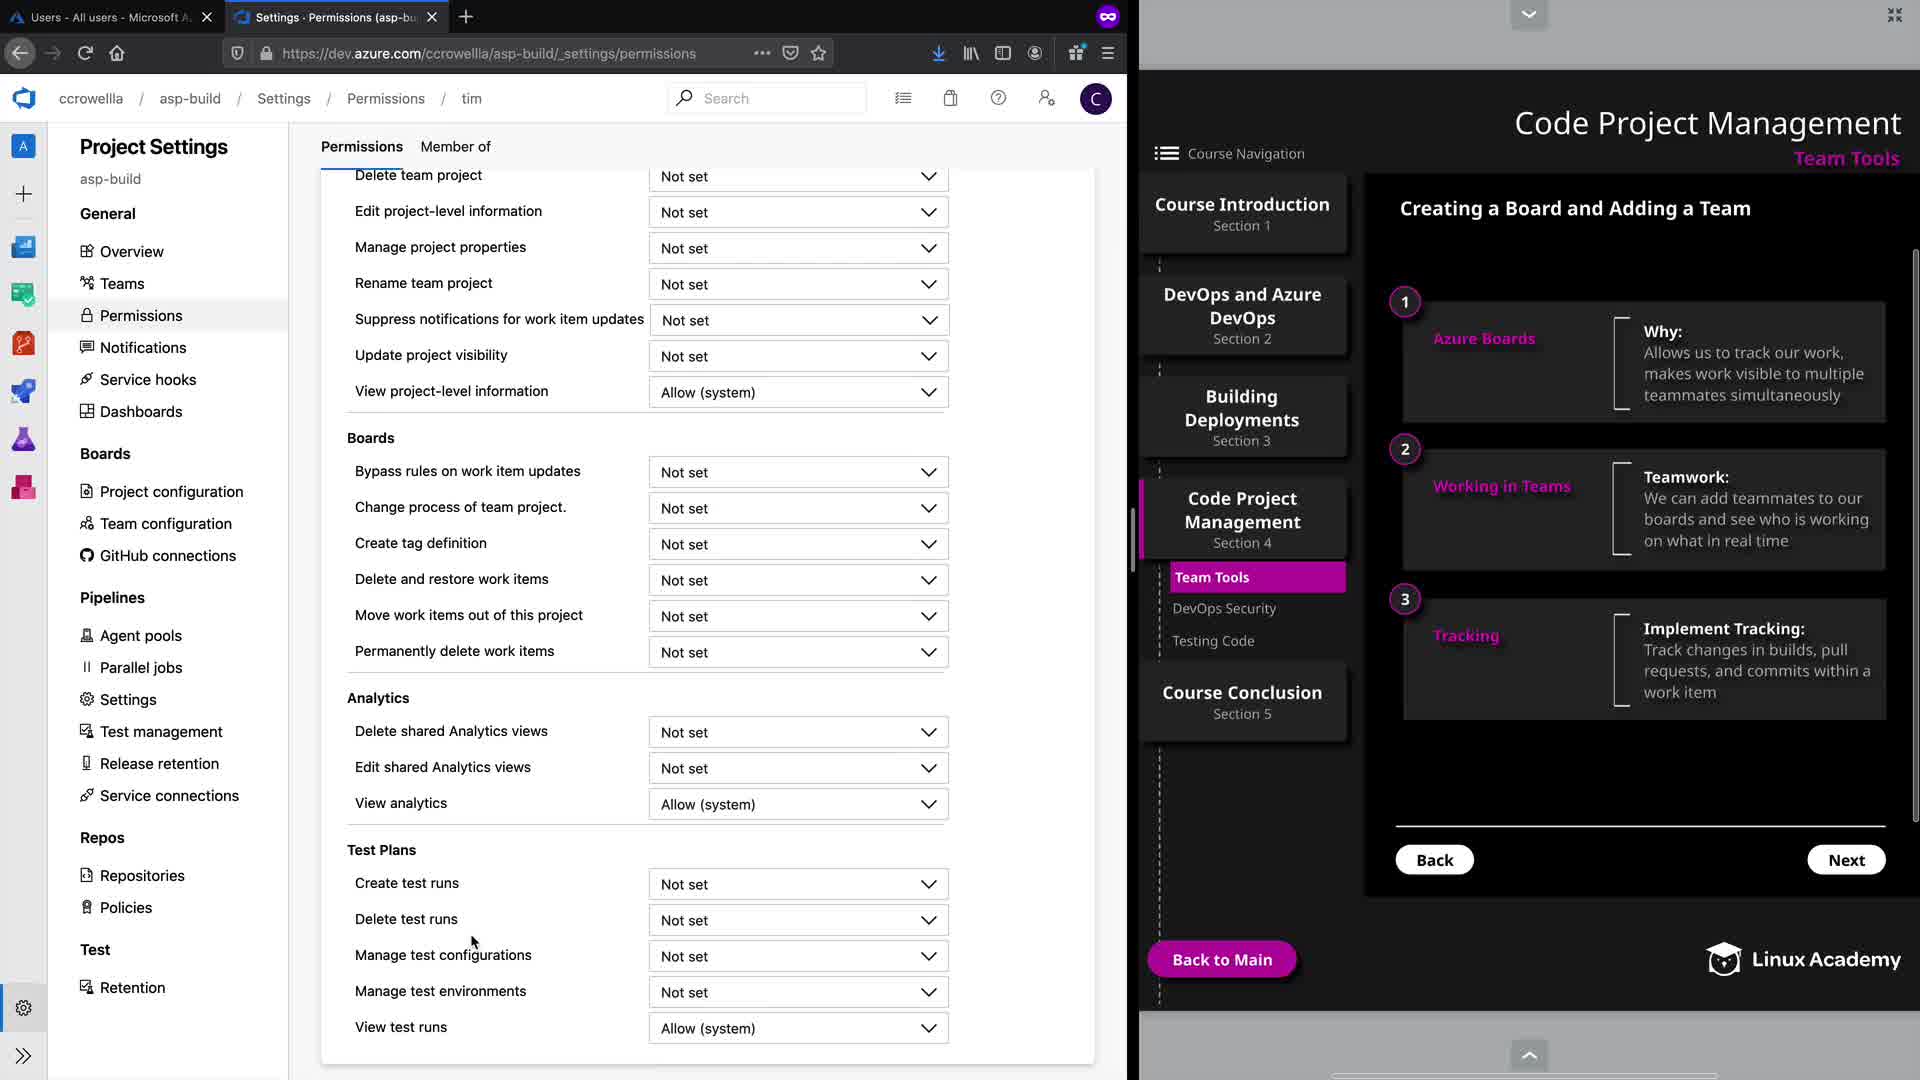 Users - All users - Microsoft A
Settings · Permissions (asp-bu
https://dev.azure.com/ccrowellla/asp-build/_settings/permissions
ccrowellla / asp-build / Settings / Permissions / tim
Search
C
A
Project Settings
asp-build
General
Overview
Teams
Permissions
Notifications
Service hooks
Dashboards
Boards
Project configuration
Team configuration
GitHub connections
Pipelines
Agent pools
Parallel jobs
Settings
Test management
Release retention
Service connections
Repos
Repositories
Policies
Test
Retention
Permissions Member of
Delete team project Not set
Edit project-level information Not set
Manage project properties Not set
Rename team project Not set
Suppress notifications for work item updates Not set
Update project visibility Not set
View project-level information Allow (system)
Boards
Bypass rules on work item updates Not set
Change process of team project. Not set
Create tag definition Not set
Delete and restore work items Not set
Move work items out of this project Not set
Permanently delete work items Not set
Analytics
Delete shared Analytics views Not set
Edit shared Analytics views Not set
View analytics Allow (system)
Test Plans
Create test runs Not set
Delete test runs Not set
Manage test configurations Not set
Manage test environments Not set
View test runs Allow (system)
Code Project Management
Team Tools
Course Navigation
Course Introduction
Section 1
DevOps and Azure
DevOps
Section 2
Building
Deployments
Section 3
Code Project
Management
Section 4
Team Tools
DevOps Security
Testing Code
Course Conclusion
Section 5
Back to Main
Creating a Board and Adding a Team
1
Azure Boards
Why:
Allows us to track our work,
makes work visible to multiple
teammates simultaneously
2
Working in Teams
Teamwork:
We can add teammates to our
boards and see who is working
on what in real time
3
Tracking
Implement Tracking:
Track changes in builds, pull
requests, and commits within a
work item
Back Next
Linux Academy